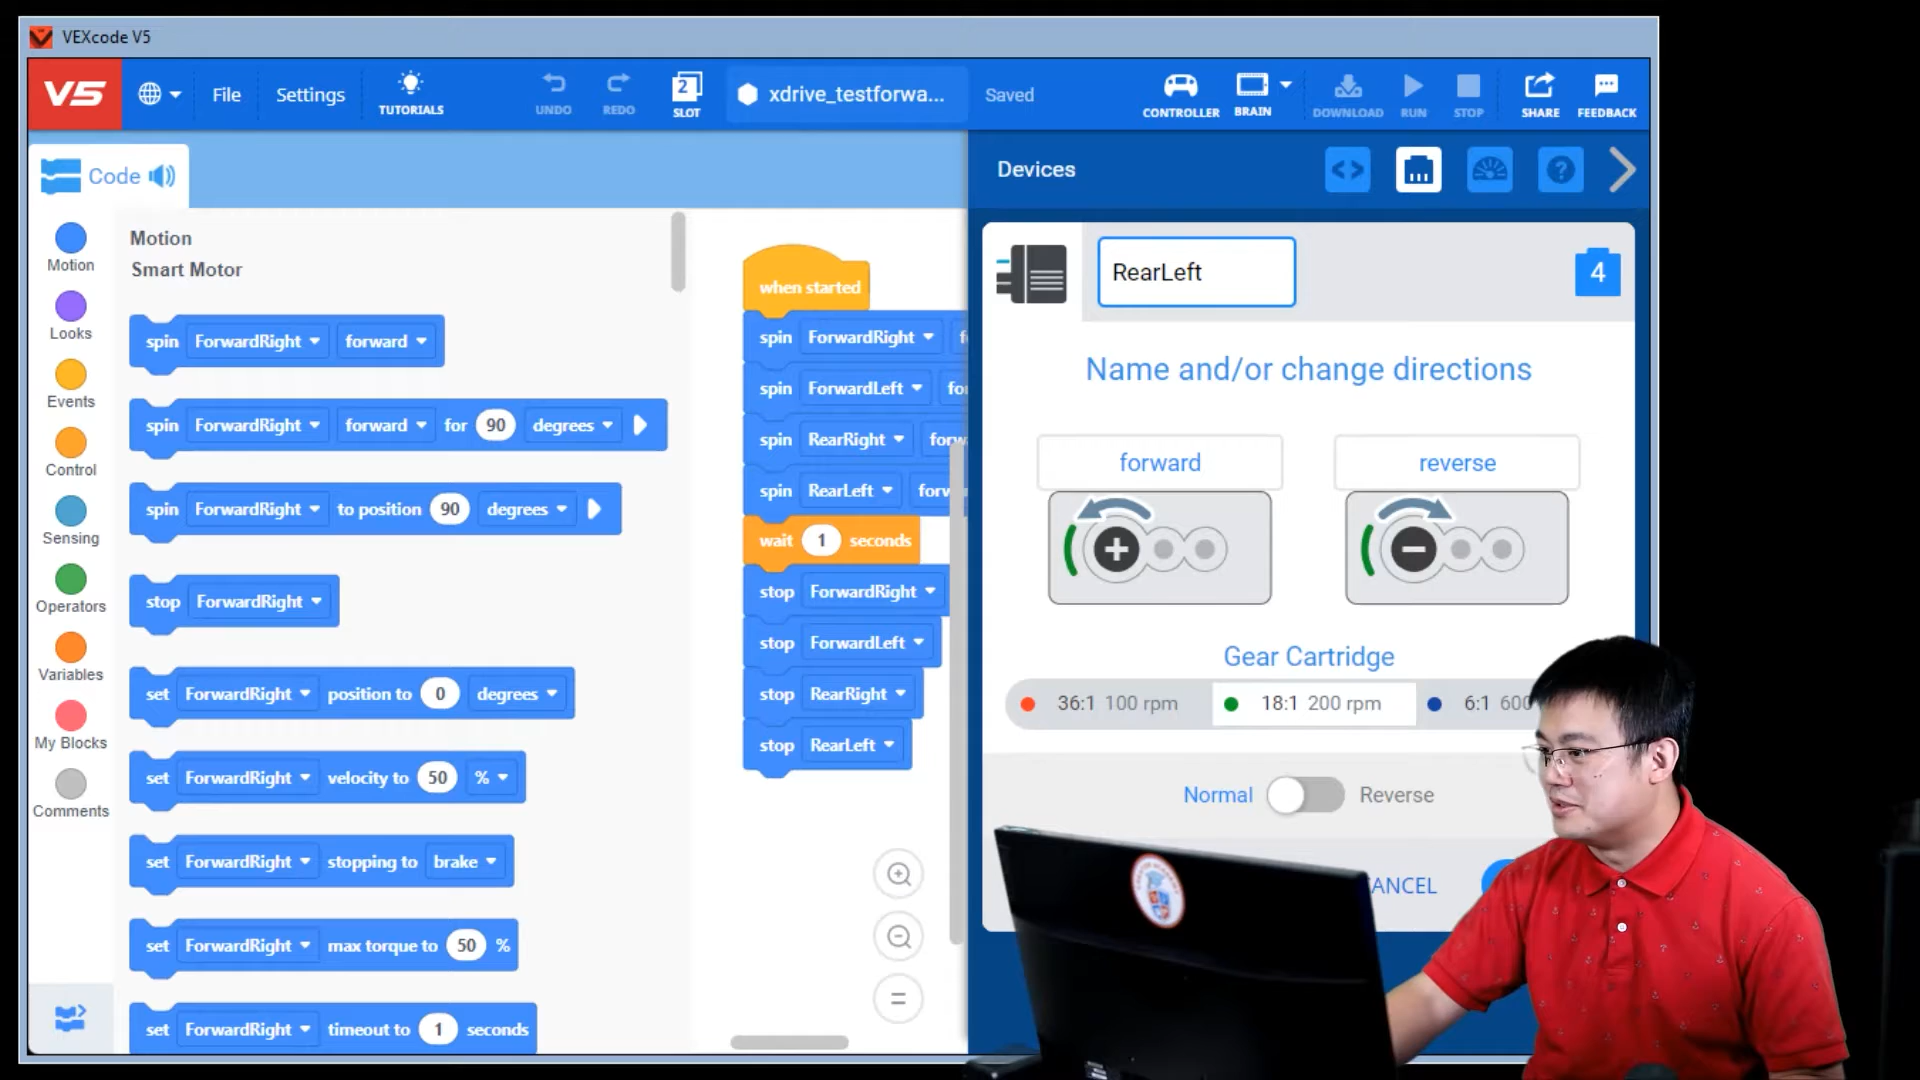 VEXcode V5
V5
File
Settings
TUTORIALS
UNDO
REDO
2
SLOT
xdrive_testforwa...
Saved
CONTROLLER
BRAIN
DOWNLOAD
RUN
STOP
SHARE
FEEDBACK
Code
Devices
Motion
Looks
Events
Control
Sensing
Operators
Variables
My Blocks
Comments
Motion
Smart Motor
spin ForwardRight forward
spin ForwardRight forward for 90 degrees
spin ForwardRight to position 90 degrees
stop ForwardRight
set ForwardRight position to 0 degrees
set ForwardRight velocity to 50 %
set ForwardRight stopping to brake
set ForwardRight max torque to 50 %
set ForwardRight timeout to 1 seconds
when started
spin ForwardRight f
spin ForwardLeft fo
spin RearRight forw
spin RearLeft forw
wait 1 seconds
stop ForwardRight
stop ForwardLeft
stop RearRight
stop RearLeft
RearLeft
4
Name and/or change directions
forward
reverse
Gear Cartridge
36:1 100 rpm
18:1 200 rpm
6:1 600
Normal
Reverse
ANCEL